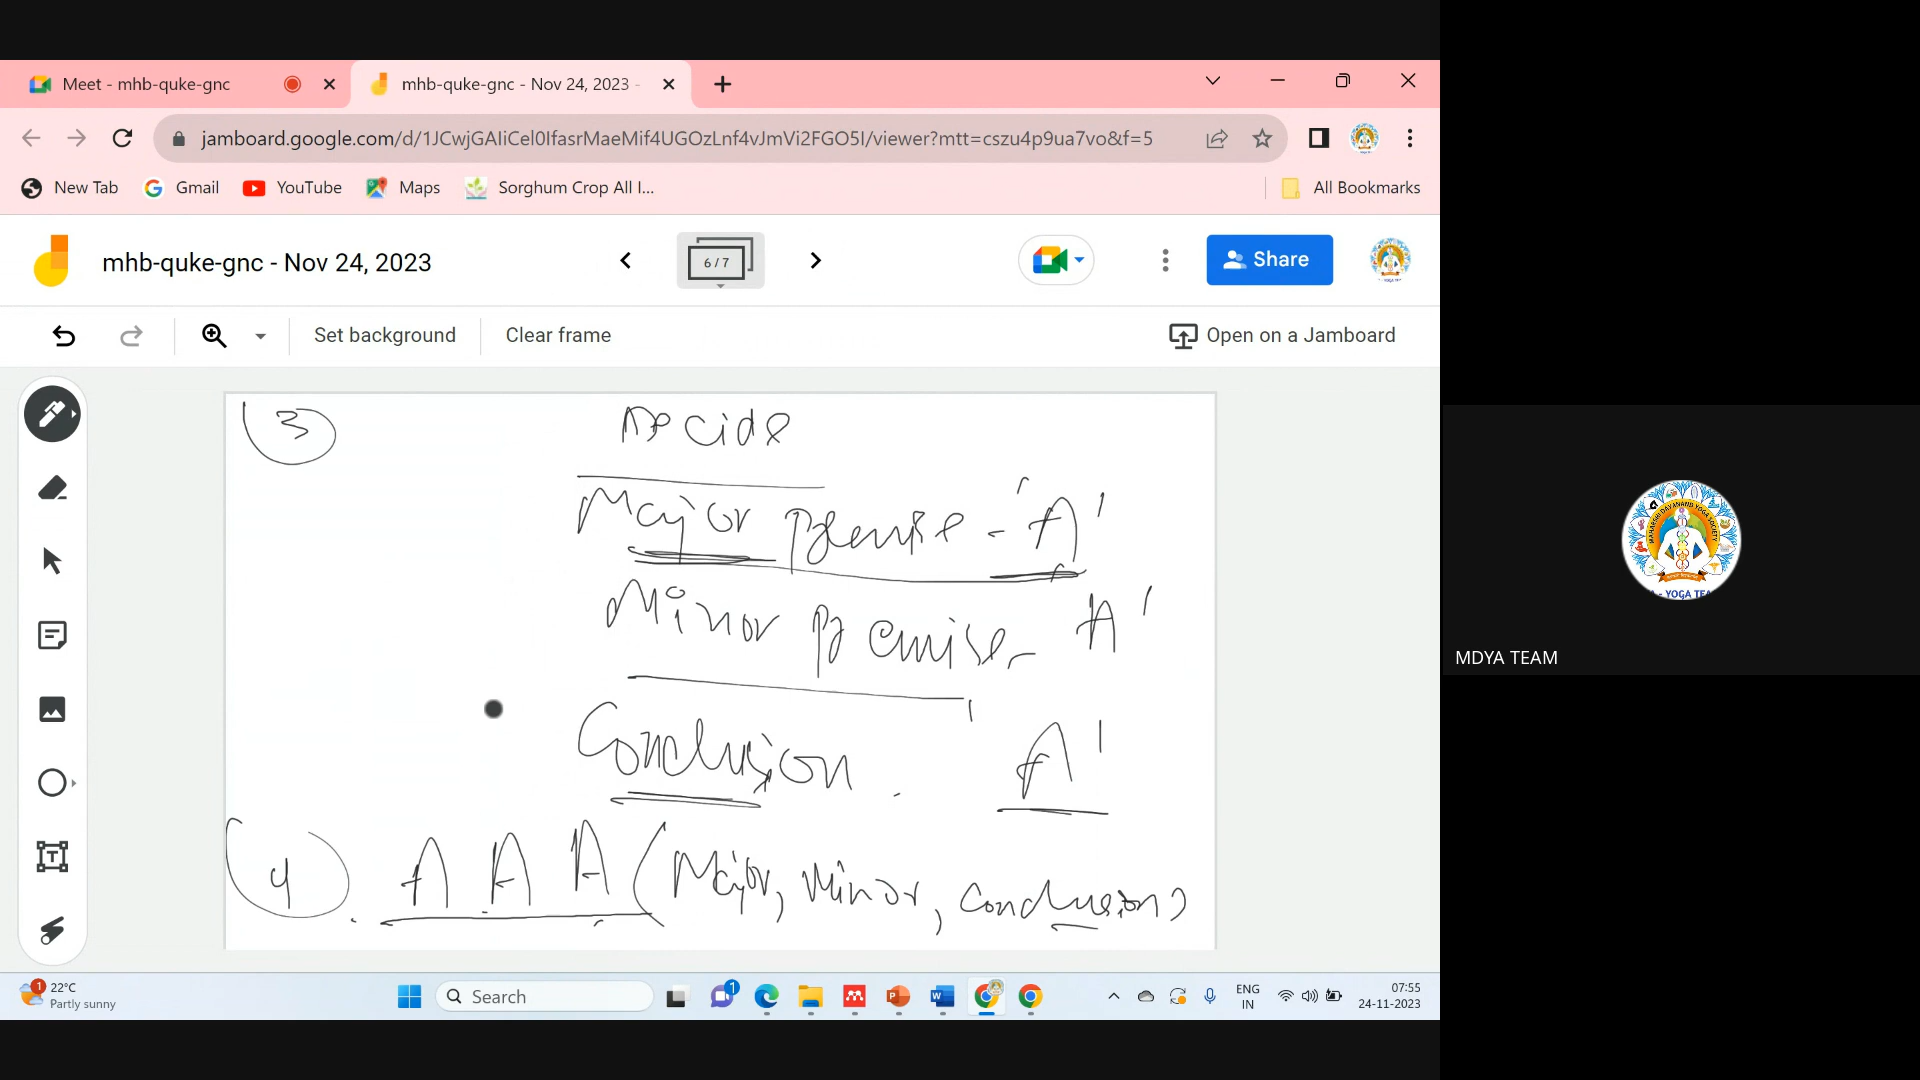 Meet - mhb-quke-gnc
mhb-quke-gnc - Nov 24, 2023 -
jamboard.google.com/d/1JCwjGAIiCel0IfasrMaeMif4UGOzLnf4vJmVi2FGO5I/viewer?mtt=cszu4p9ua7vo&f=5
New Tab Gmail YouTube Maps Sorghum Crop All I... All Bookmarks
mhb-quke-gnc - Nov 24, 2023
6 / 7
Share
Set background Clear frame Open on a Jamboard
3 Decide
Major premise - 'A'
Minor premise - A'
Conclusion. 'A'
4. A A A (Major, Minor, Conclusion)
MDYA TEAM
1 22°C
Partly sunny
Search
1
ENG
IN
07:55
24-11-2023